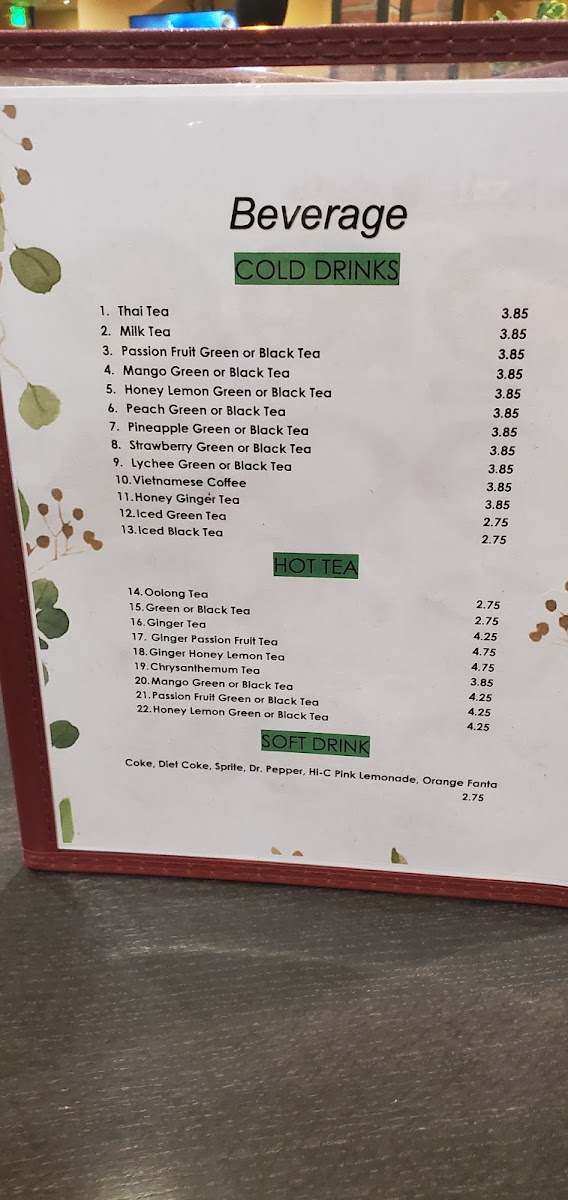 Beverage
COLD DRINKS
1. Thai Tea 3.85
2. Milk Tea 3.85
3. Passion Fruit Green or Black Tea 3.85
4. Mango Green or Black Tea 3.85
5. Honey Lemon Green or Black Tea 3.85
6. Peach Green or Black Tea 3.85
7. Pineapple Green or Black Tea 3.85
8. Strawberry Green or Black Tea 3.85
9. Lychee Green or Black Tea 3.85
10. Vietnamese Coffee 3.85
11. Honey Ginger Tea 3.85
12. Iced Green Tea 2.75
13. Iced Black Tea 2.75
HOT TEA
14. Oolong Tea 2.75
15. Green or Black Tea 2.75
16. Ginger Tea 4.25
17. Ginger Passion Fruit Tea 4.75
18. Ginger Honey Lemon Tea 4.75
19. Chrysanthemum Tea 3.85
20. Mango Green or Black Tea 4.25
21. Passion Fruit Green or Black Tea 4.25
22. Honey Lemon Green or Black Tea 4.25
SOFT DRINK
Coke, Diet Coke, Sprite, Dr. Pepper, Hi-C Pink Lemonade, Orange Fanta
2.75